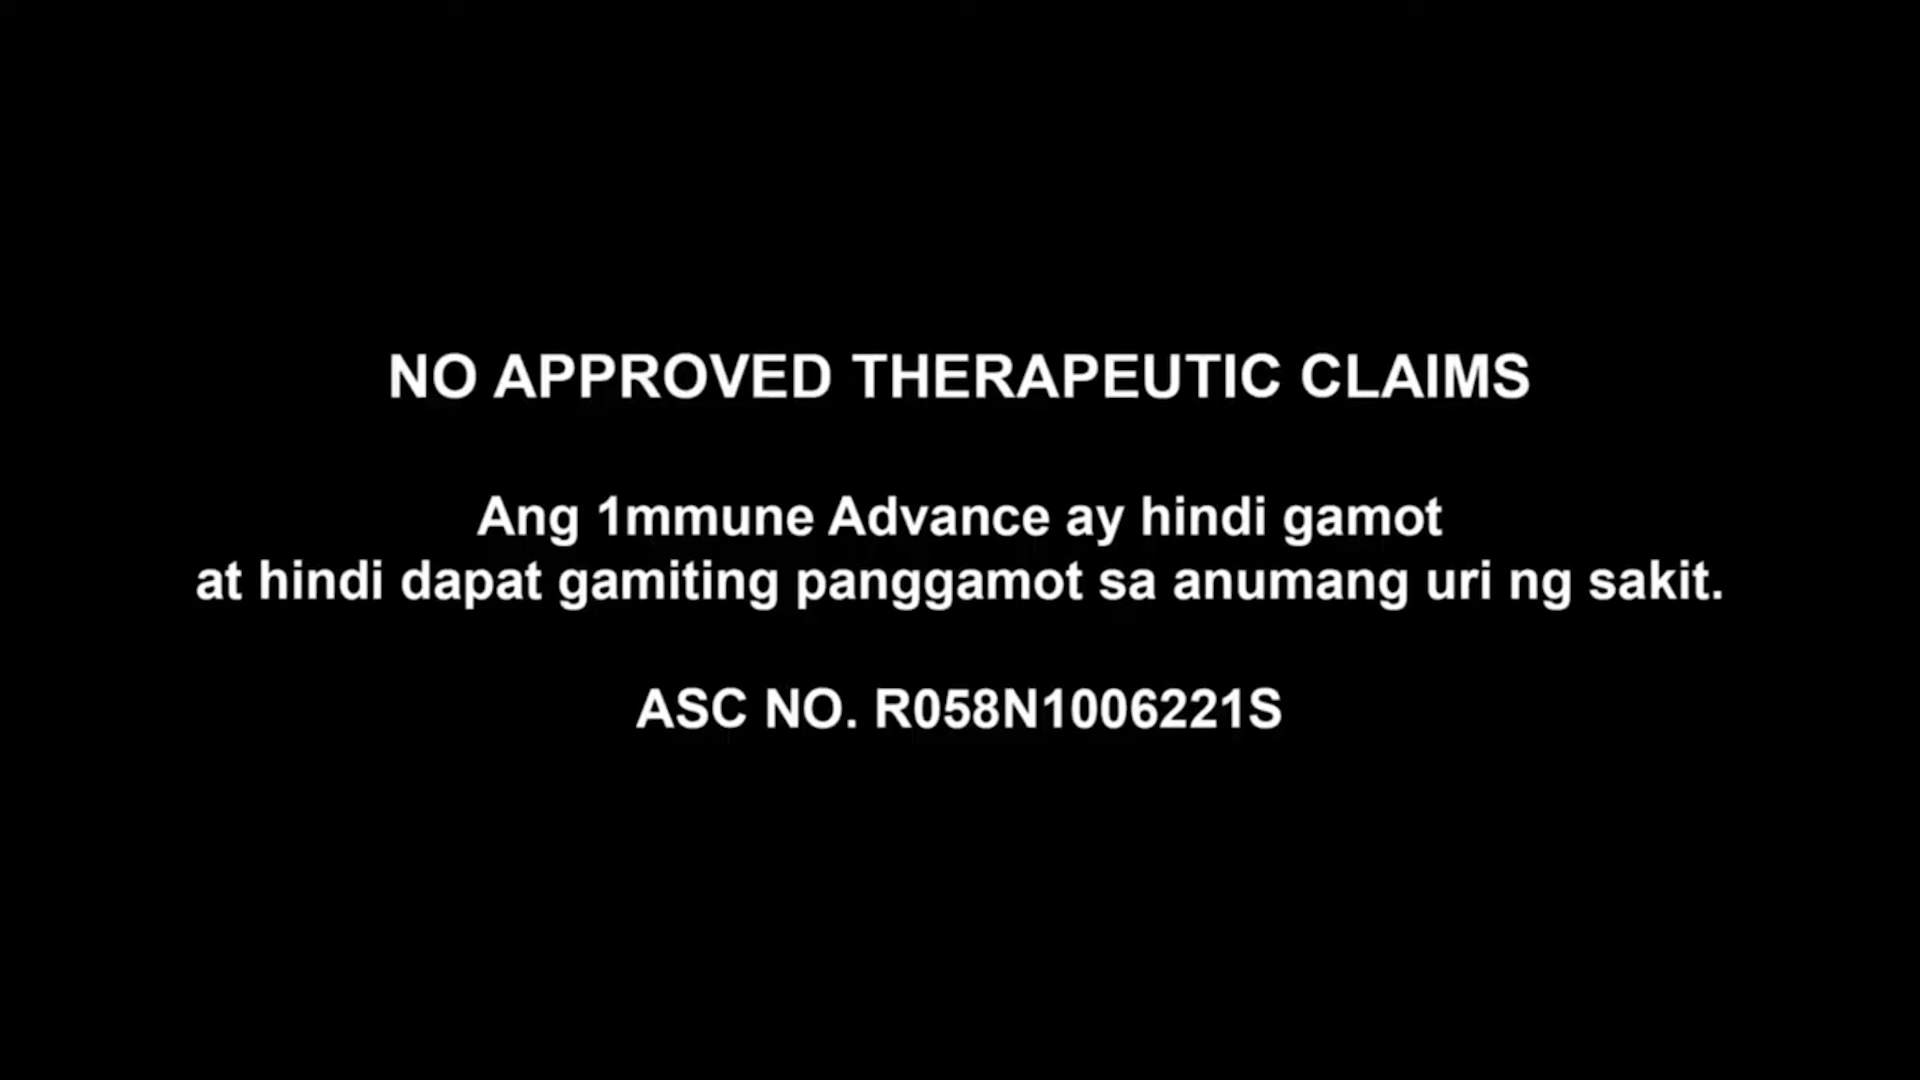 NO APPROVED THERAPEUTIC CLAIMS
Ang 1mmune Advance ay hindi gamot
at hindi dapat gamiting panggamot sa anumang uri ng sakit.
ASC NO. R058N1006221S